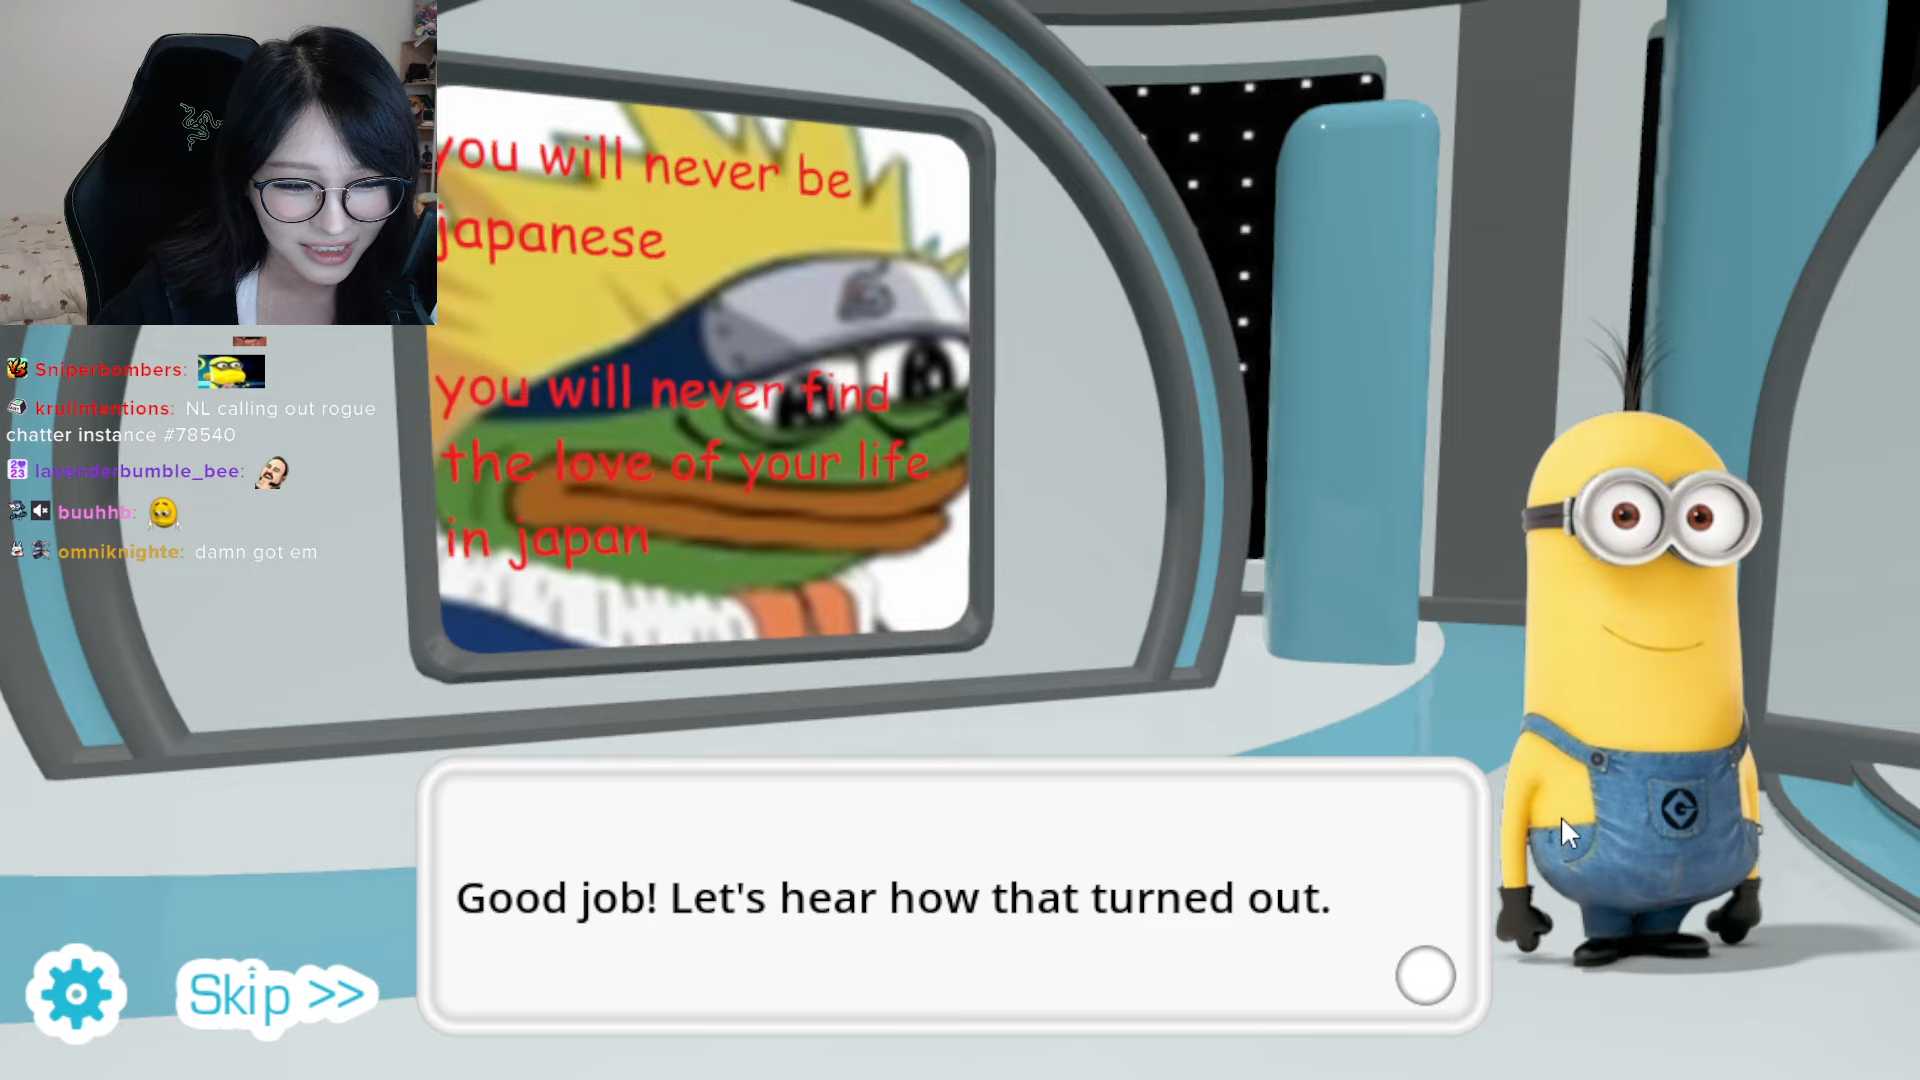 you will never be
japanese
you will never find
the love of your life
in japan
Sniperbombers:
krulintentions: NL calling out rogue
chatter instance #78540
lavenderbumble_bee:
buuhhb:
omniknighte: damn got em
Good job! Let's hear how that turned out.
Skip >>